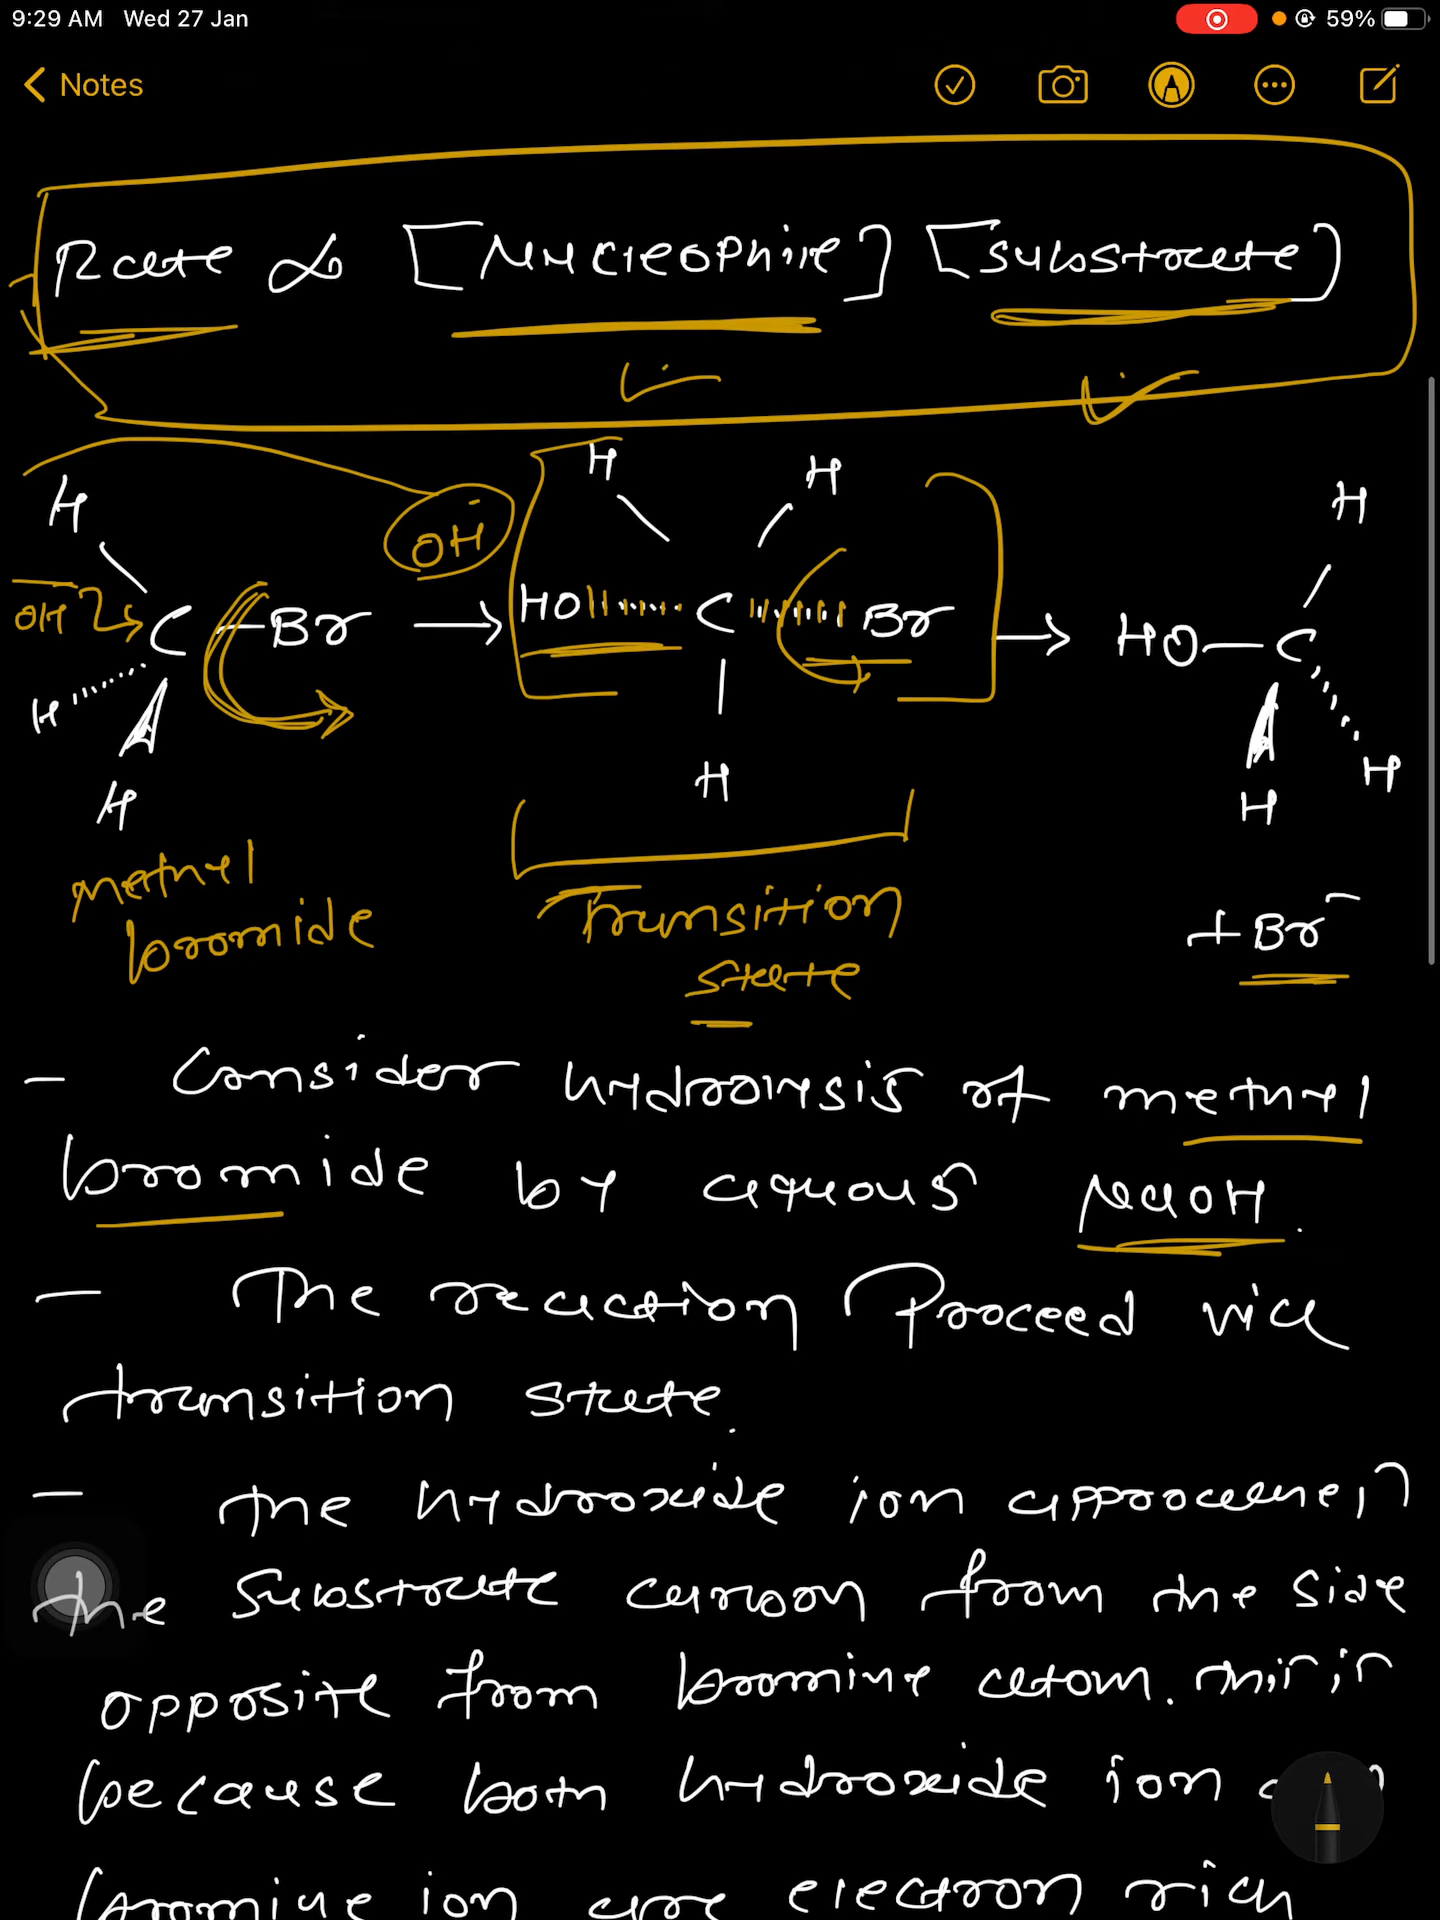 9:29 AM Wed 27 Jan
59%
Notes
Rate ∝ [Nucleophile] [Substrate]
H
OH⁻
H
H
H
OH⁻
C-Br
→
HO
C
Br
→
HO-C
H
H
H
H
H
methyl
bromide
Transition
state
+ Br⁻
- Consider hydrolysis of methyl
bromide by aqueous NaOH.
- The reaction Proceed via
transition state.
- the hydroxide ion approaches
the substrate carbon from the side
opposite from bromine atom. this is
because both hydroxide ion
bromine ion are electron rich